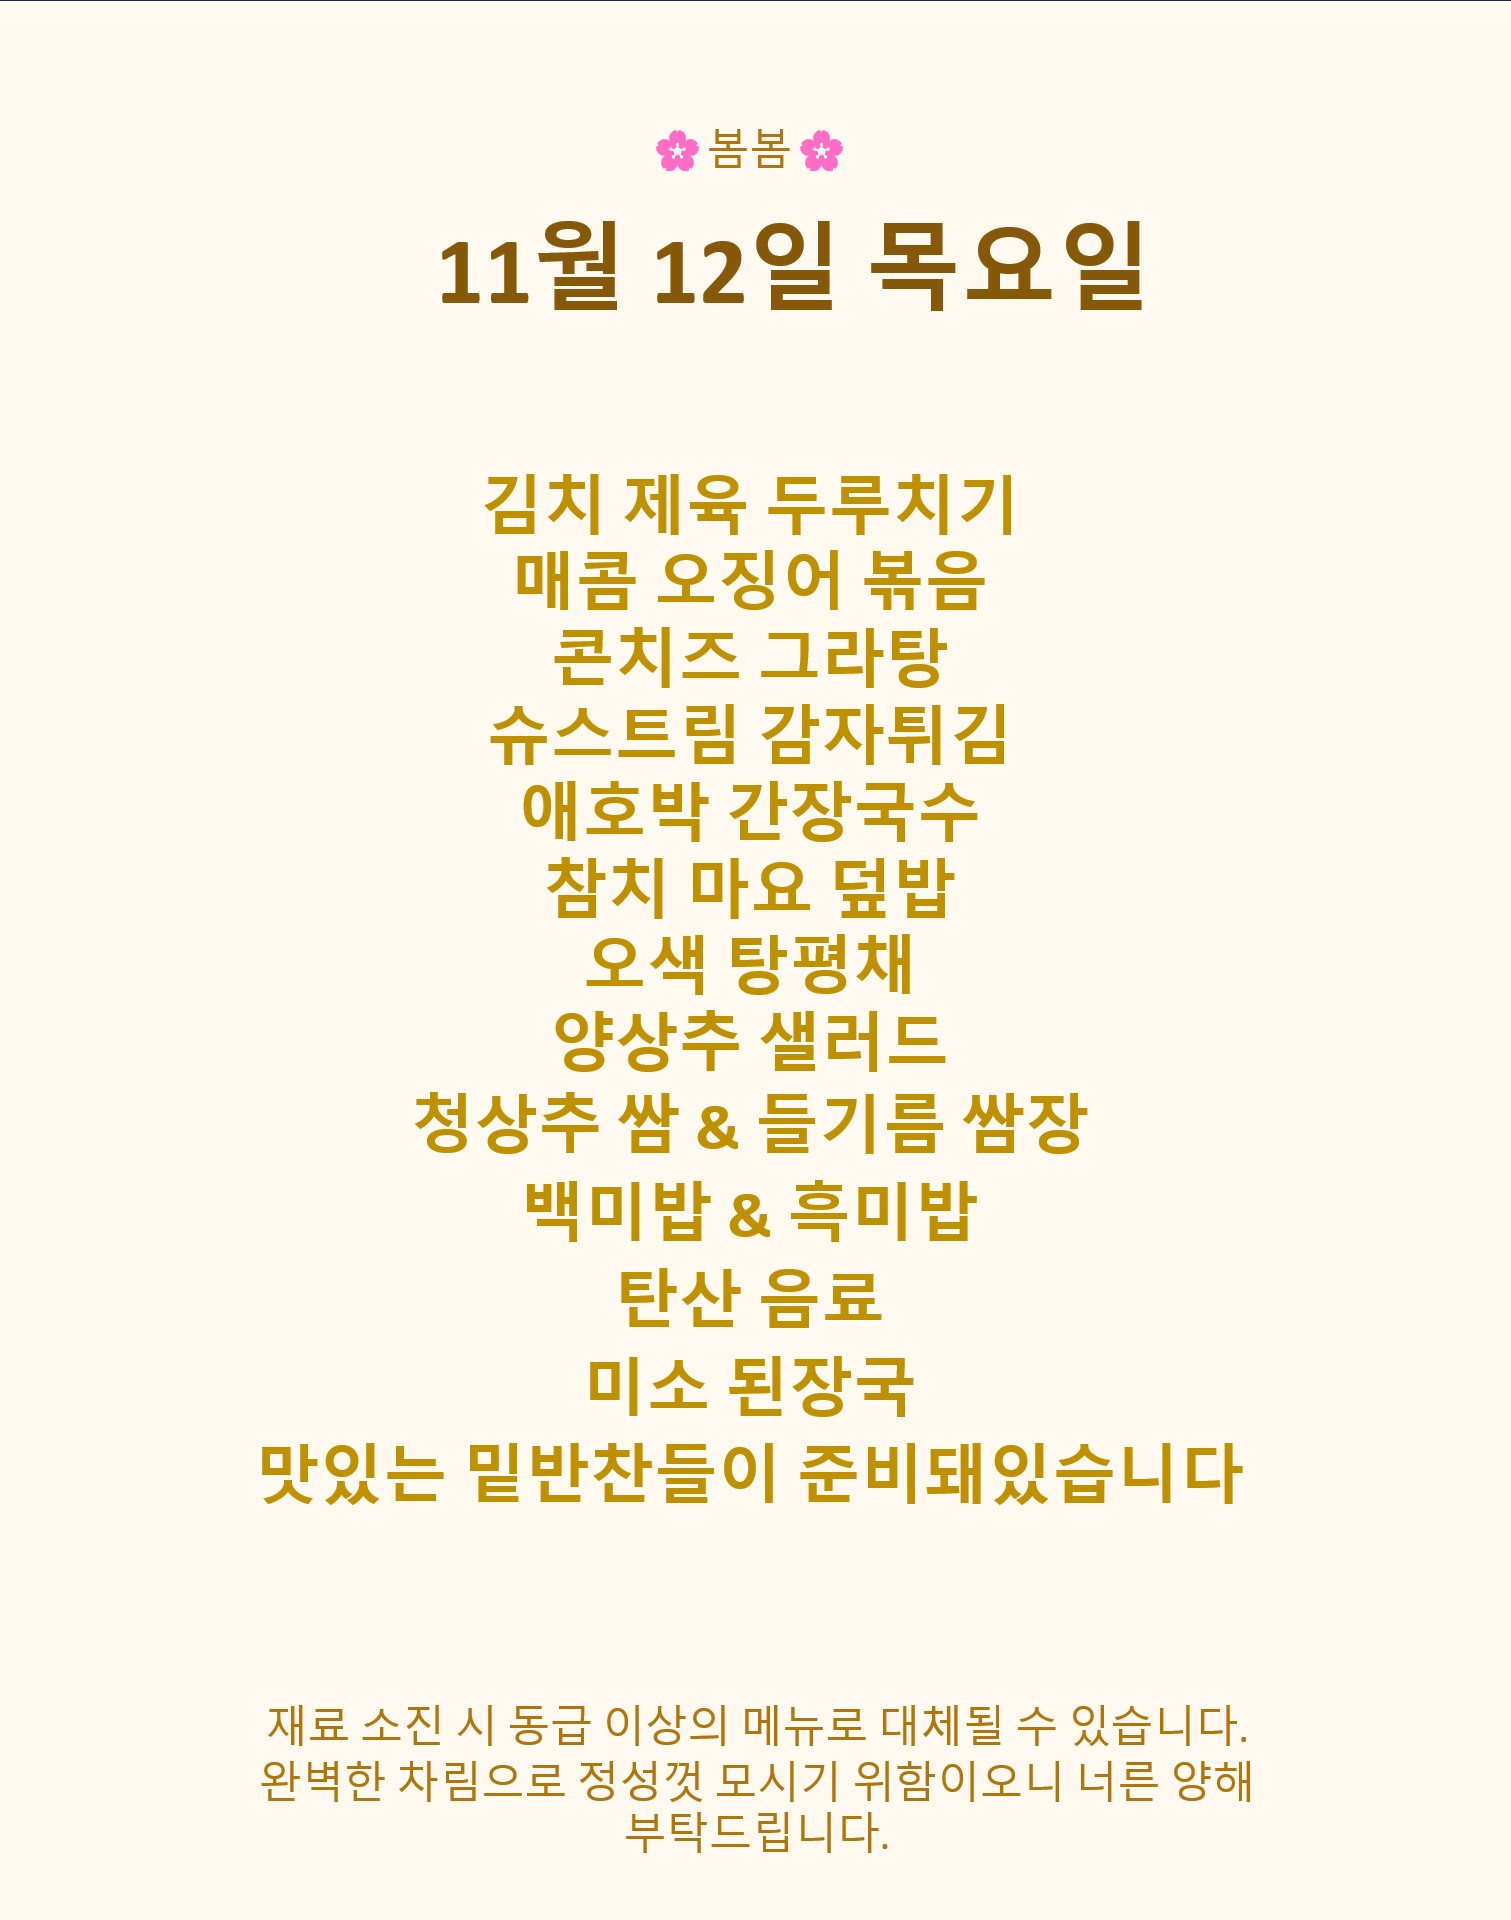 🌸봄봄🌸
11월 12일 목요일
김치 제육 두루치기
매콤 오징어 볶음
콘치즈 그라탕
슈스트림 감자튀김
애호박 간장국수
참치 마요 덮밥
오색 탕평채
양상추 샐러드
청상추 쌈 & 들기름 쌈장
백미밥 & 흑미밥
탄산 음료
미소 된장국
맛있는 밑반찬들이 준비돼있습니다
재료 소진 시 동급 이상의 메뉴로 대체될 수 있습니다.
완벽한 차림으로 정성껏 모시기 위함이오니 너른 양해
부탁드립니다.